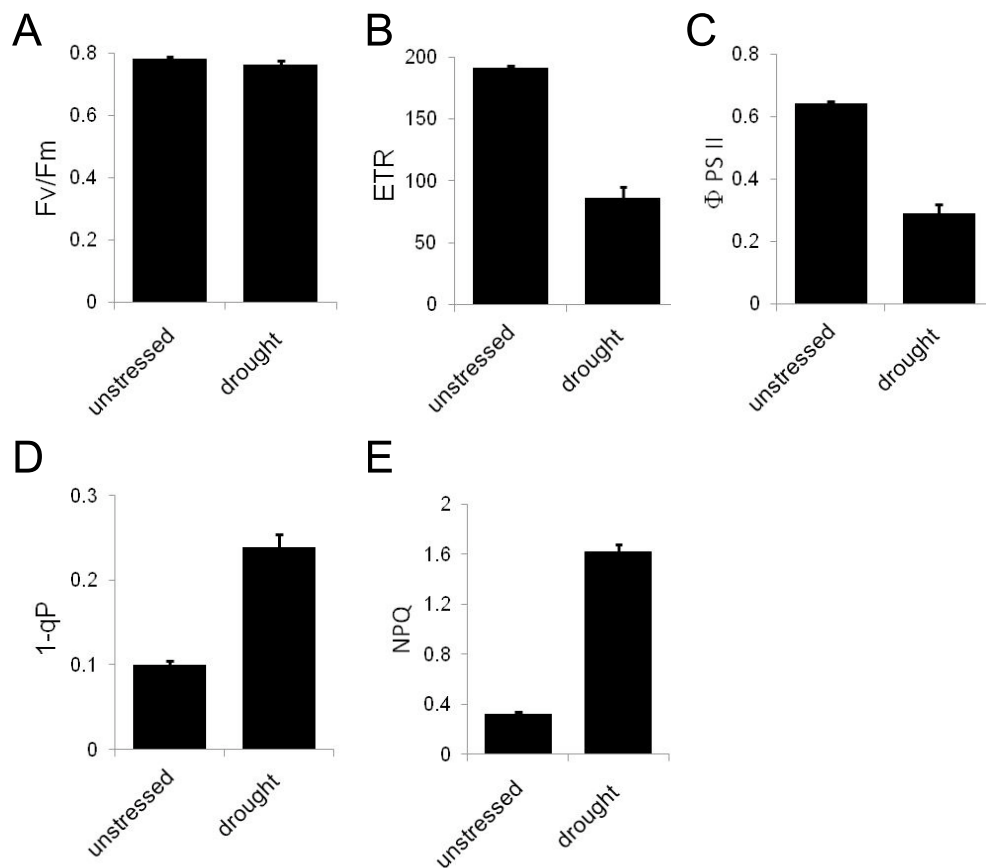 A
Fv/Fm
0.8
0.6
0.4
0.2
0
unstressed
drought
B
ETR
200
150
100
50
0
unstressed
drought
C
Φ PS II
0.8
0.6
0.4
0.2
0
unstressed
drought
D
1-qP
0.3
0.2
0.1
0
unstressed
drought
E
NPQ
2
1.6
1.2
0.8
0.4
0
unstressed
drought